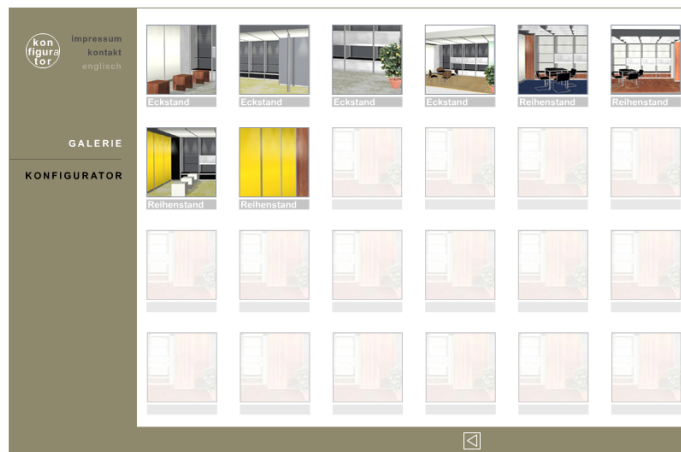 kon
figura
tor
impressum
kontakt
englisch
GALERIE
KONFIGURATOR
Eckstand
Eckstand
Eckstand
Eckstand
Reihenstand
Reihenstand
Reihenstand
Reihenstand